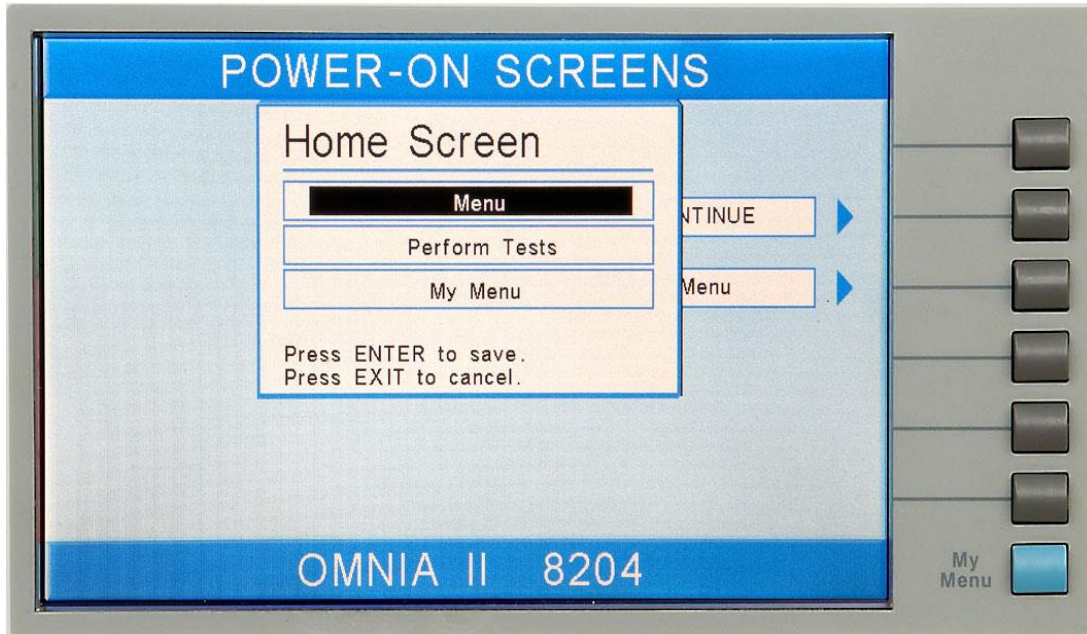 POWER-ON SCREENS
Home Screen
Menu
Perform Tests
My Menu
NTINUE
Menu
Press ENTER to save.
Press EXIT to cancel.
OMNIA II 8204
My
Menu